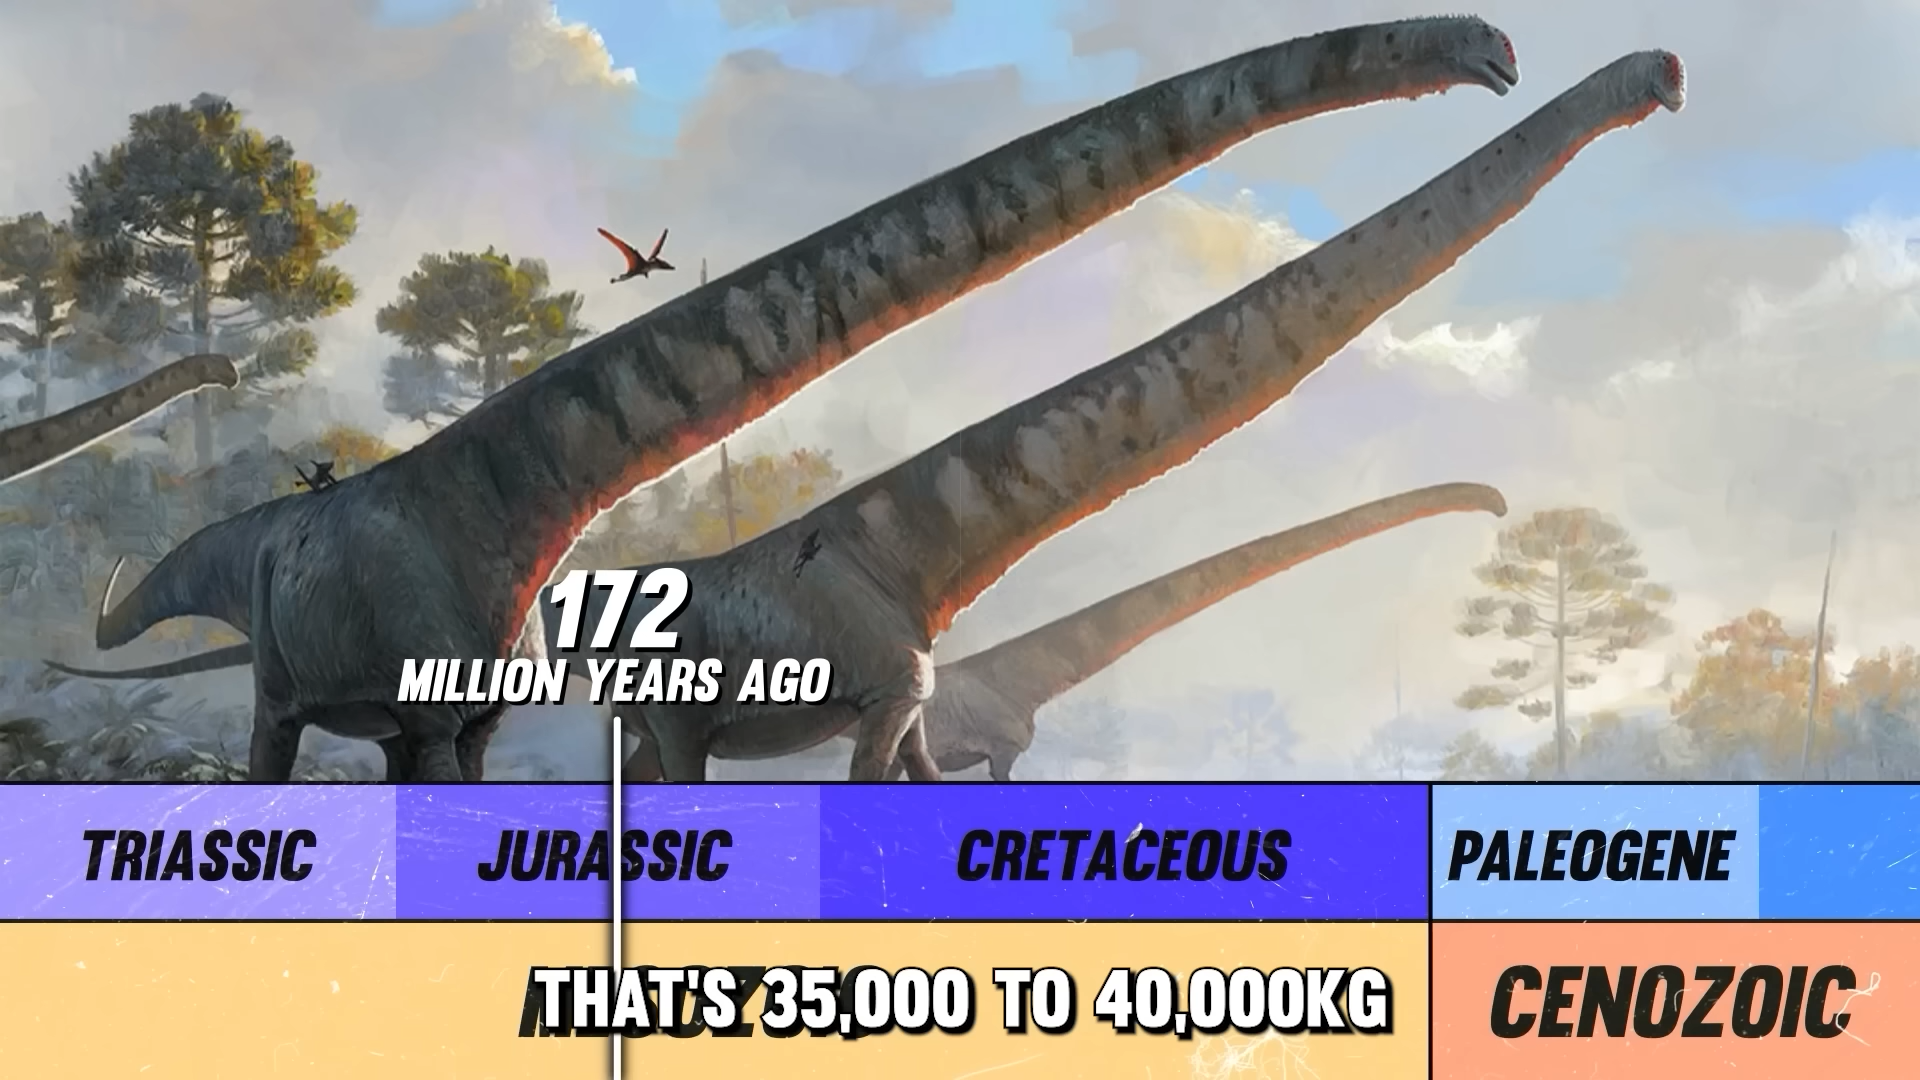 172
MILLION YEARS AGO
TRIASSIC
JURASSIC
CRETACEOUS
PALEOGENE
THAT'S 35,000 TO 40,000KG
CENOZOIC